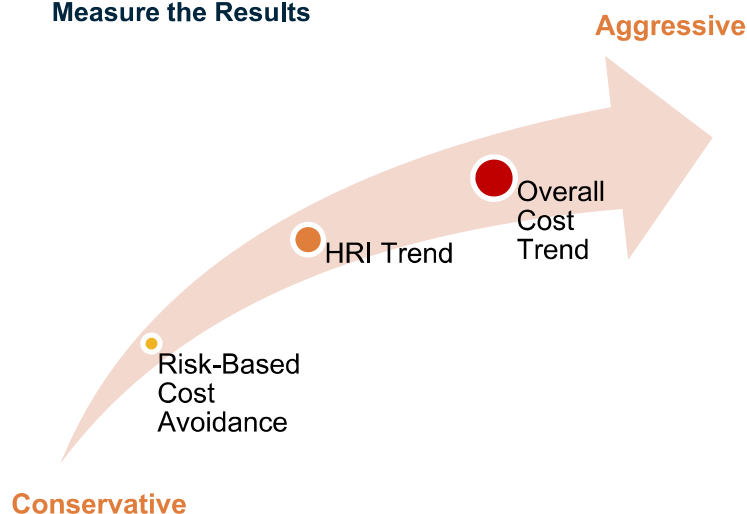 Measure the Results
Aggressive
Overall
Cost
Trend
HRI Trend
Risk-Based
Cost
Avoidance
Conservative